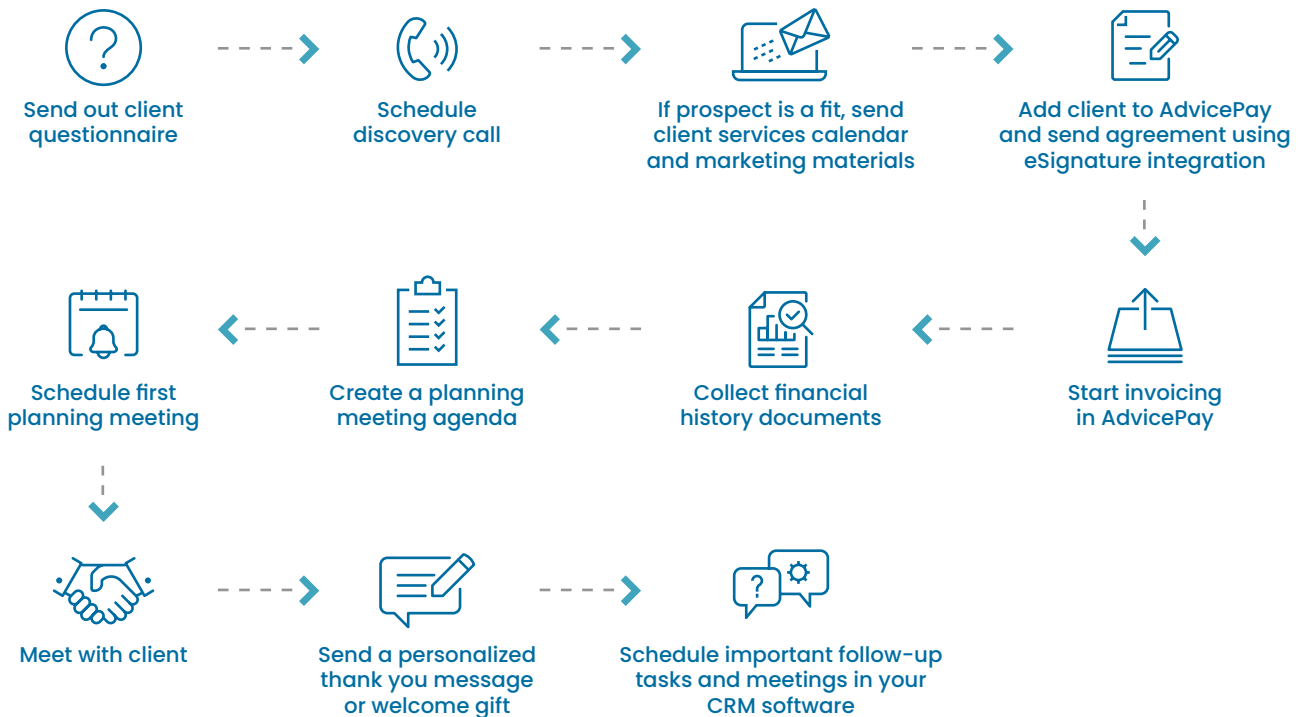 Send out client
questionnaire
Schedule
discovery call
If prospect is a fit, send
client services calendar
and marketing materials
Add client to AdvicePay
and send agreement using
eSignature integration
Start invoicing
in AdvicePay
Collect financial
history documents
Create a planning
meeting agenda
Schedule first
planning meeting
Meet with client
Send a personalized
thank you message
or welcome gift
Schedule important follow-up
tasks and meetings in your
CRM software